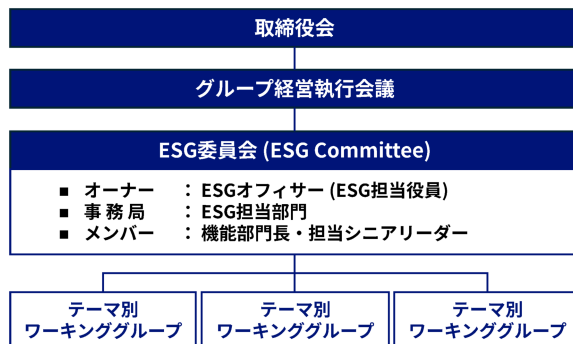 取締役会
グループ経営執行会議
ESG委員会 (ESG Committee)
■ オーナー ： ESGオフィサー (ESG担当役員)
■ 事 務 局 ： ESG担当部門
■ メンバー ： 機能部門長・担当シニアリーダー
テーマ別 テーマ別 テーマ別
ワーキンググループ ワーキンググループ ワーキンググループ